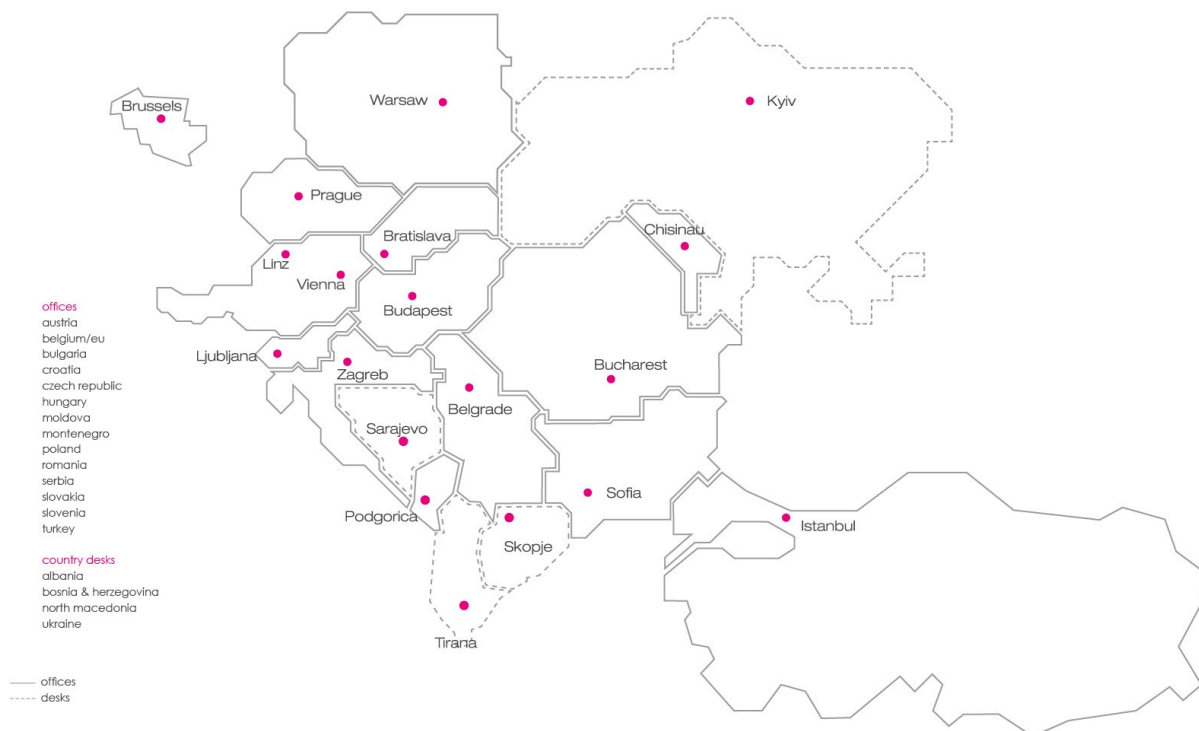 Warsaw
Kyiv
Brussels
Prague
Chisinau
Bratislava
Linz
Vienna
Budapest
Ljubljana
Zagreb
Bucharest
Belgrade
Sarajevo
Sofia
Podgorica
Istanbul
Skopje
Tirana
offices
austria
belgium/eu
bulgaria
croatia
czech republic
hungary
moldova
montenegro
poland
romania
serbia
slovakia
slovenia
turkey
country desks
albania
bosnia & herzegovina
north macedonia
ukraine
offices
desks